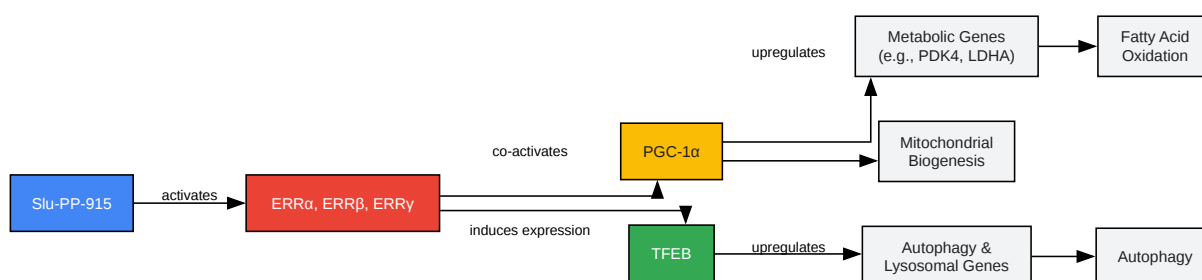 Slu-PP-915
activates
ERRα, ERRβ, ERRγ
co-activates
induces expression
PGC-1α
TFEB
upregulates
Metabolic Genes
(e.g., PDK4, LDHA)
Fatty Acid
Oxidation
Mitochondrial
Biogenesis
upregulates
Autophagy &
Lysosomal Genes
Autophagy